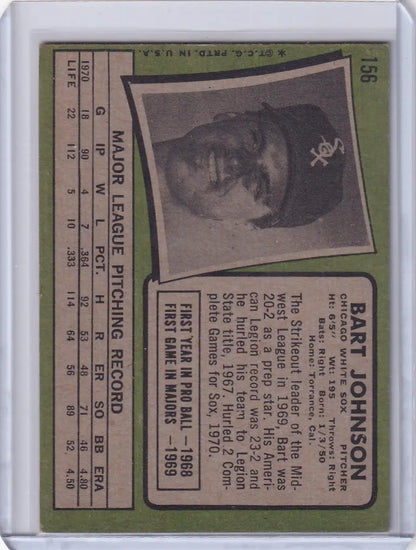 156
*©T.C.G. PRTD. IN U.S.A.
Sox
BART JOHNSON
CHICAGO WHITE SOX PITCHER
Ht: 6'5" Wt: 195 Throws: Right
Bats: Right Born: 1/3/50
Home: Torrance, Cal.
The Strikeout leader of the Mid-
west League in 1969, Bart was
20-2 as a prep star. His Ameri-
can Legion record was 23-2 and
he hurled his team to Legion
State title, 1967. Hurled 2 Com-
plete Games for Sox, 1970.
FIRST YEAR IN PRO BALL —1968
FIRST GAME IN MAJORS —1969
MAJOR LEAGUE PITCHING RECORD
G IP W L PCT. H R ER SO BB ERA
1970 18 90 4 7 .364 92 53 48 71 46 4.80
LIFE 22 112 5 10 .333 114 64 56 89 52 4.50